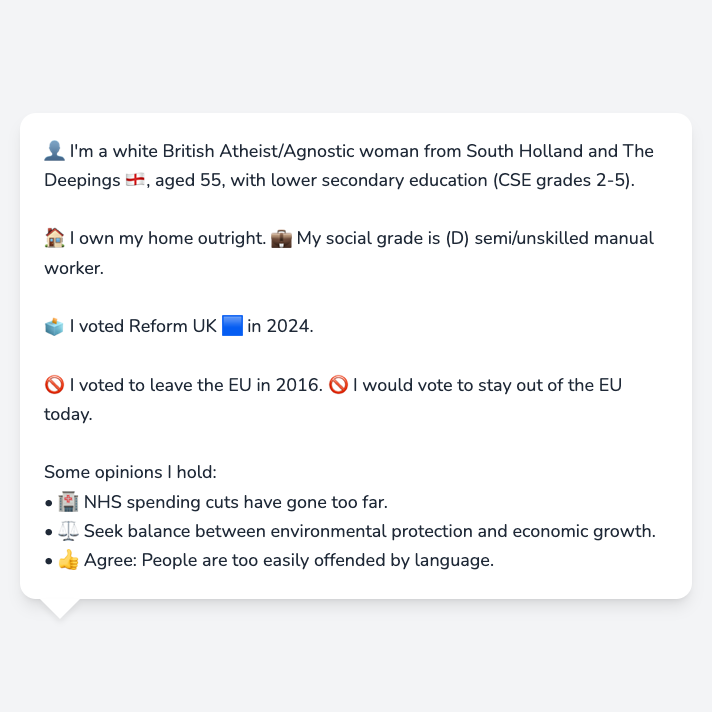 👤 I'm a white British Atheist/Agnostic woman from South Holland and The
Deepings 🏴󠁧󠁢󠁥󠁮󠁧󠁿, aged 55, with lower secondary education (CSE grades 2-5).
🏠 I own my home outright. 💼 My social grade is (D) semi/unskilled manual
worker.
🗳️ I voted Reform UK 🟦 in 2024.
🚫 I voted to leave the EU in 2016. 🚫 I would vote to stay out of the EU
today.
Some opinions I hold:
• 🏥 NHS spending cuts have gone too far.
• ⚖️ Seek balance between environmental protection and economic growth.
• 👍 Agree: People are too easily offended by language.